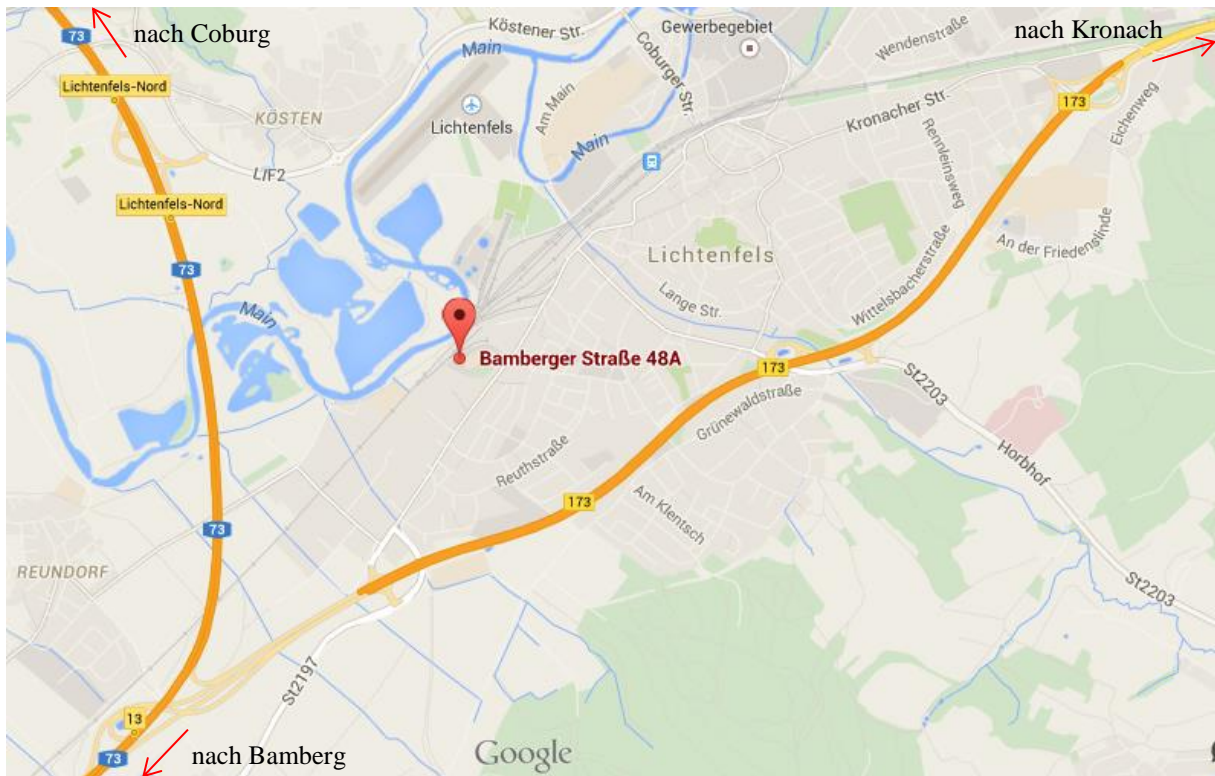 nach Coburg
nach Kronach
73
Köstener Str.
Main
Gewerbegebiet
Coburger Str.
Wendenstraße
Lichtenfels-Nord
KÖSTEN
Lichtenfels
Am Main
Main
Kronacher Str.
173
Eichenweg
Rennleinsweg
LIF2
Lichtenfels-Nord
73
Main
Lichtenfels
An der Friedenslinde
Wittelsbacherstraße
Lange Str.
Bamberger Straße 48A
173
St2203
Grünewaldstraße
Reuthstraße
Horbhof
173
Am Klentsch
73
REUNDORF
St2203
St2197
13
73
nach Bamberg
Google